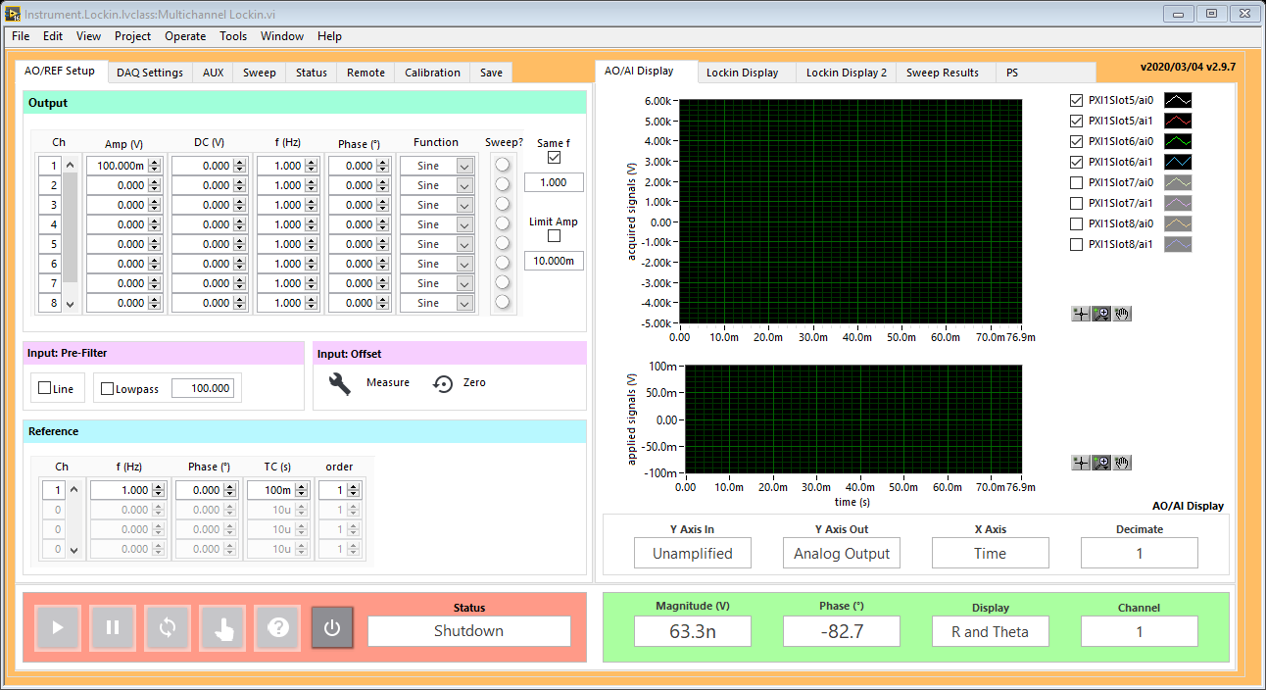 Instrument.Lockin.lvclass:Multichannel Lockin.vi
File Edit View Project Operate Tools Window Help
AO/REF Setup DAQ Settings AUX Sweep Status Remote Calibration Save
AO/AI Display Lockin Display Lockin Display 2 Sweep Results PS
v2020/03/04 v2.9.7
Output
Ch Amp (V) DC (V) f (Hz) Phase (°) Function Sweep? Same f
1 100.000m 0.000 1.000 0.000 Sine
2 0.000 0.000 1.000 0.000 Sine 1.000
3 0.000 0.000 1.000 0.000 Sine
4 0.000 0.000 1.000 0.000 Sine Limit Amp
5 0.000 0.000 1.000 0.000 Sine
6 0.000 0.000 1.000 0.000 Sine 10.000m
7 0.000 0.000 1.000 0.000 Sine
8 0.000 0.000 1.000 0.000 Sine
Input: Pre-Filter
Line Lowpass 100.000
Input: Offset
Measure Zero
Reference
Ch f (Hz) Phase (°) TC (s) order
1 1.000 0.000 100m 1
0 0.000 0.000 10u 1
0 0.000 0.000 10u 1
0 0.000 0.000 10u 1
Status
Shutdown
acquired signals (V)
6.00k
5.00k
4.00k
3.00k
2.00k
1.00k
0.00
-1.00k
-2.00k
-3.00k
-4.00k
-5.00k
0.00 10.0m 20.0m 30.0m 40.0m 50.0m 60.0m 70.0m 76.9m
PXI1Slot5/ai0
PXI1Slot5/ai1
PXI1Slot6/ai0
PXI1Slot6/ai1
PXI1Slot7/ai0
PXI1Slot7/ai1
PXI1Slot8/ai0
PXI1Slot8/ai1
applied signals (V)
100m
50.0m
0.00
-50.0m
-100m
0.00 10.0m 20.0m 30.0m 40.0m 50.0m 60.0m 70.0m 76.9m
time (s)
AO/AI Display
Y Axis In Y Axis Out X Axis Decimate
Unamplified Analog Output Time 1
Magnitude (V) Phase (°) Display Channel
63.3n -82.7 R and Theta 1